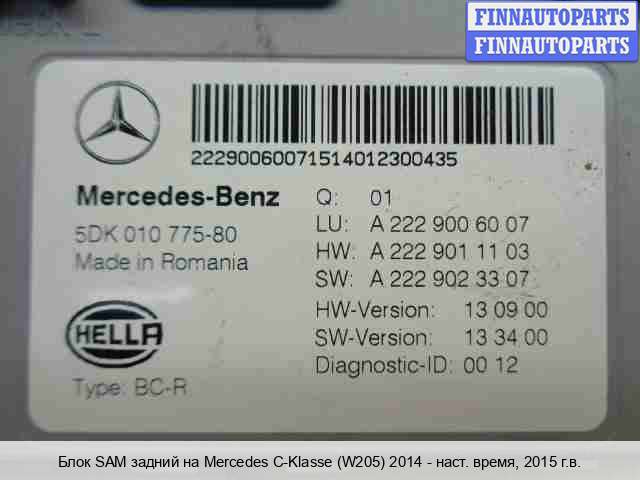 FINNAUTOPARTS
FINNAUTOPARTS
22290060071514012300435
Mercedes-Benz
5DK 010 775-80
Made in Romania
HELLA
Type: BC-R
Q: 01
LU: A 222 900 60 07
HW: A 222 901 11 03
SW: A 222 902 33 07
HW-Version: 13 09 00
SW-Version: 13 34 00
Diagnostic-ID: 00 12
Блок SAM задний на Mercedes C-Klasse (W205) 2014 - наст. время, 2015 г.в.